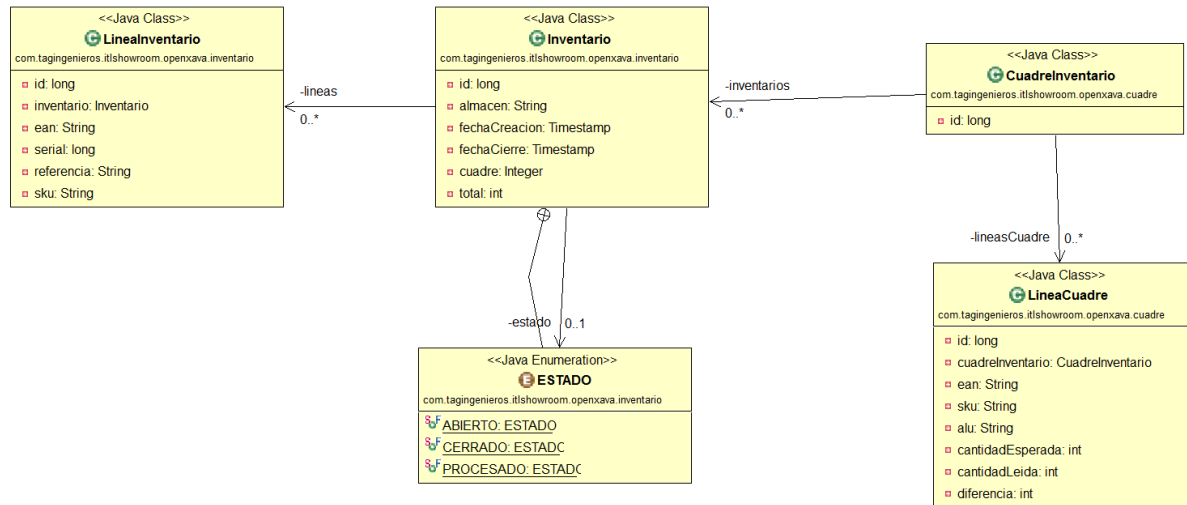 <<Java Class>>
LineaInventario
com.tagingenieros.itlshowroom.openxava.inventario
id: long
inventario: Inventario
ean: String
serial: long
referencia: String
sku: String
-lineas
0..*
<<Java Class>>
Inventario
com.tagingenieros.itlshowroom.openxava.inventario
id: long
almacen: String
fechaCreacion: Timestamp
fechaCierre: Timestamp
cuadre: Integer
total: int
-inventarios
0..*
<<Java Class>>
CuadreInventario
com.tagingenieros.itlshowroom.openxava.cuadre
id: long
-estado
0..1
<<Java Enumeration>>
ESTADO
com.tagingenieros.itlshowroom.openxava.inventario
ABIERTO: ESTADO
CERRADO: ESTADO
PROCESADO: ESTADO
-lineasCuadre
0..*
<<Java Class>>
LineaCuadre
com.tagingenieros.itlshowroom.openxava.cuadre
id: long
cuadreInventario: CuadreInventario
ean: String
sku: String
alu: String
cantidadEsperada: int
cantidadLeida: int
diferencia: int